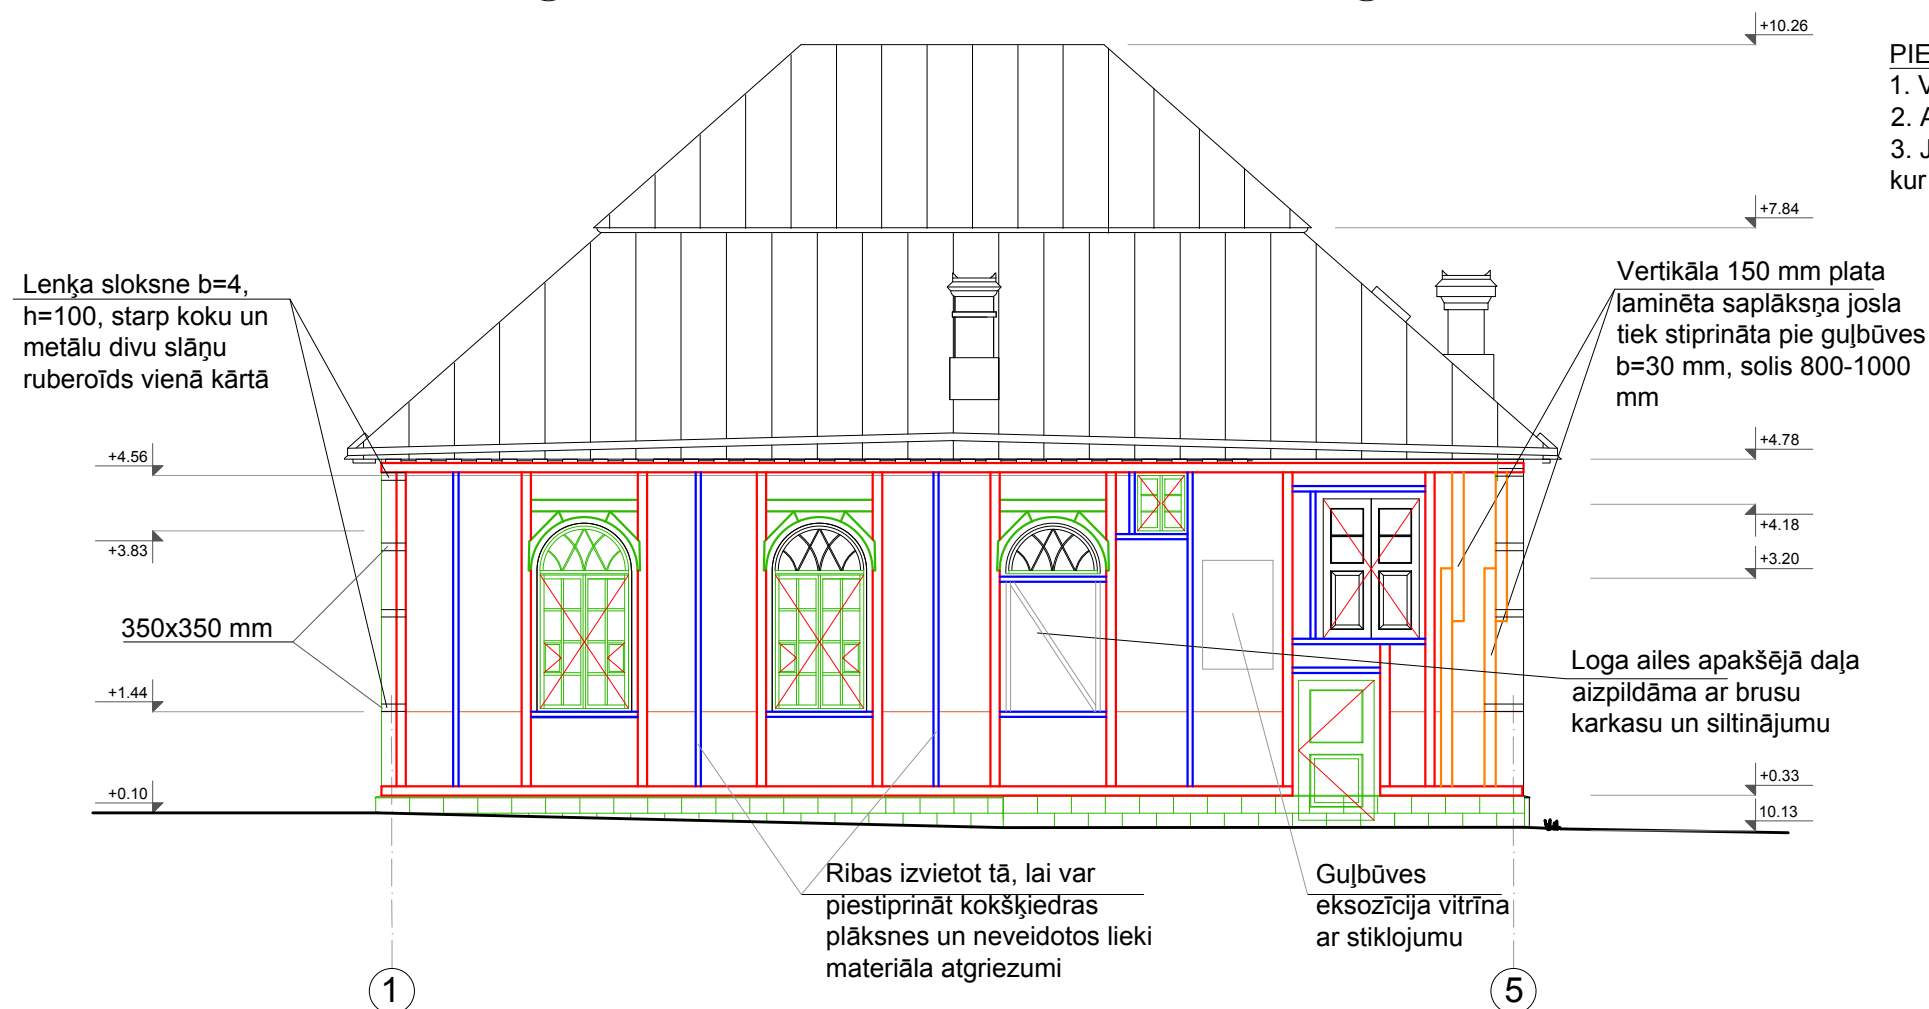 +10.26
PIE
1. V
2. A
3. J
kur
+7.84
Lenķa sloksne b=4,
h=100, starp koku un
metālu divu slāņu
ruberoīds vienā kārtā
Vertikāla 150 mm plata
laminēta saplākšņa josla
tiek stiprināta pie guļbūves
b=30 mm, solis 800-1000
mm
+4.56
+4.78
+3.83
+4.18
+3.20
350x350 mm
Loga ailes apakšējā daļa
aizpildāma ar brusu
karkasu un siltinājumu
+1.44
+0.10
+0.33
10.13
Ribas izvietot tā, lai var
piestiprināt kokšķiedras
plāksnes un neveidotos lieki
materiāla atgriezumi
Guļbūves
eksozīcija vitrīna
ar stiklojumu
1
5